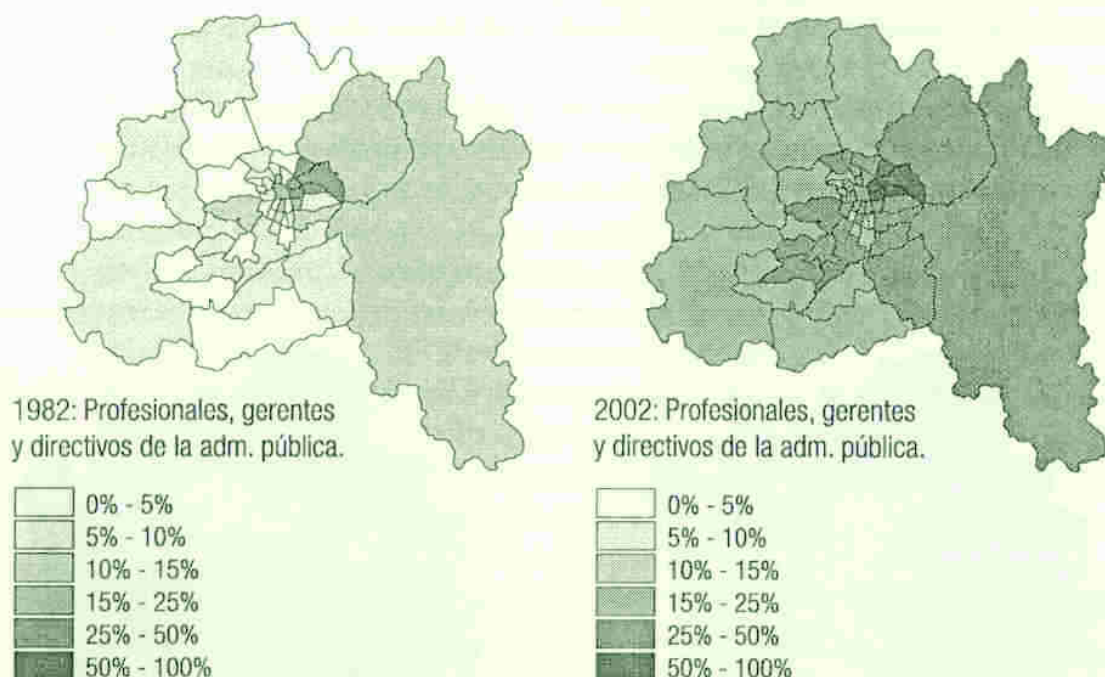 1982: Profesionales, gerentes
y directivos de la adm. pública.
0% - 5%
5% - 10%
10% - 15%
15% - 25%
25% - 50%
50% - 100%
2002: Profesionales, gerentes
y directivos de la adm. pública.
0% - 5%
5% - 10%
10% - 15%
15% - 25%
25% - 50%
50% - 100%